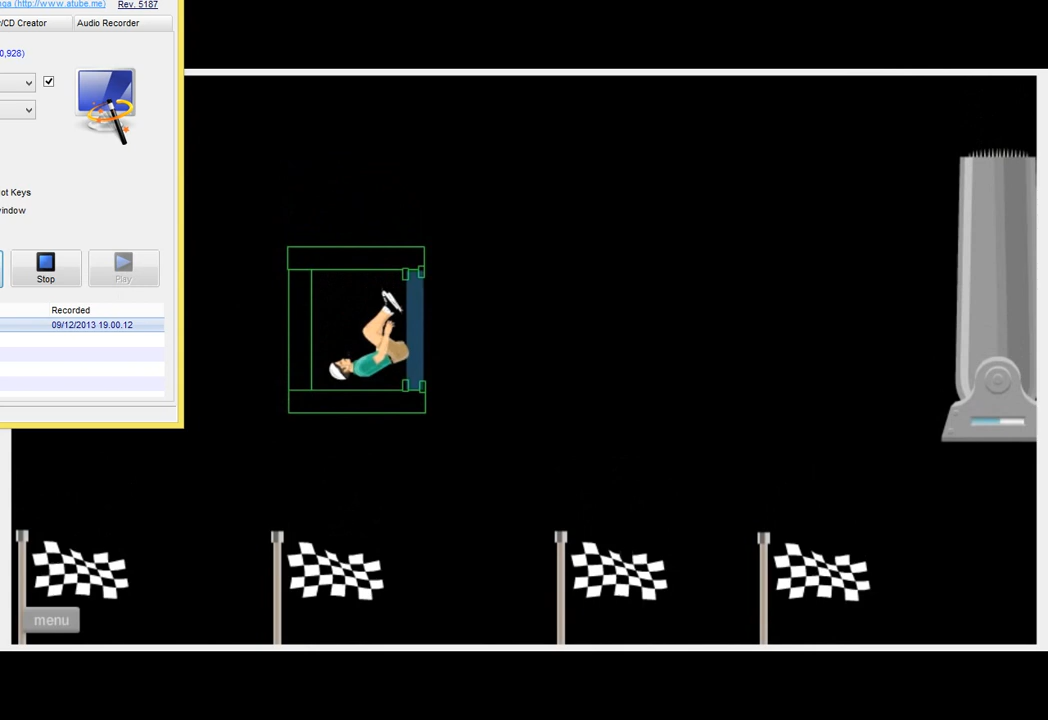 nga (http://www.atube.me) Rev. 5187
/CD Creator Audio Recorder
0,928)
ot Keys
window
Stop Play
Recorded
09/12/2013 19.00.12
menu